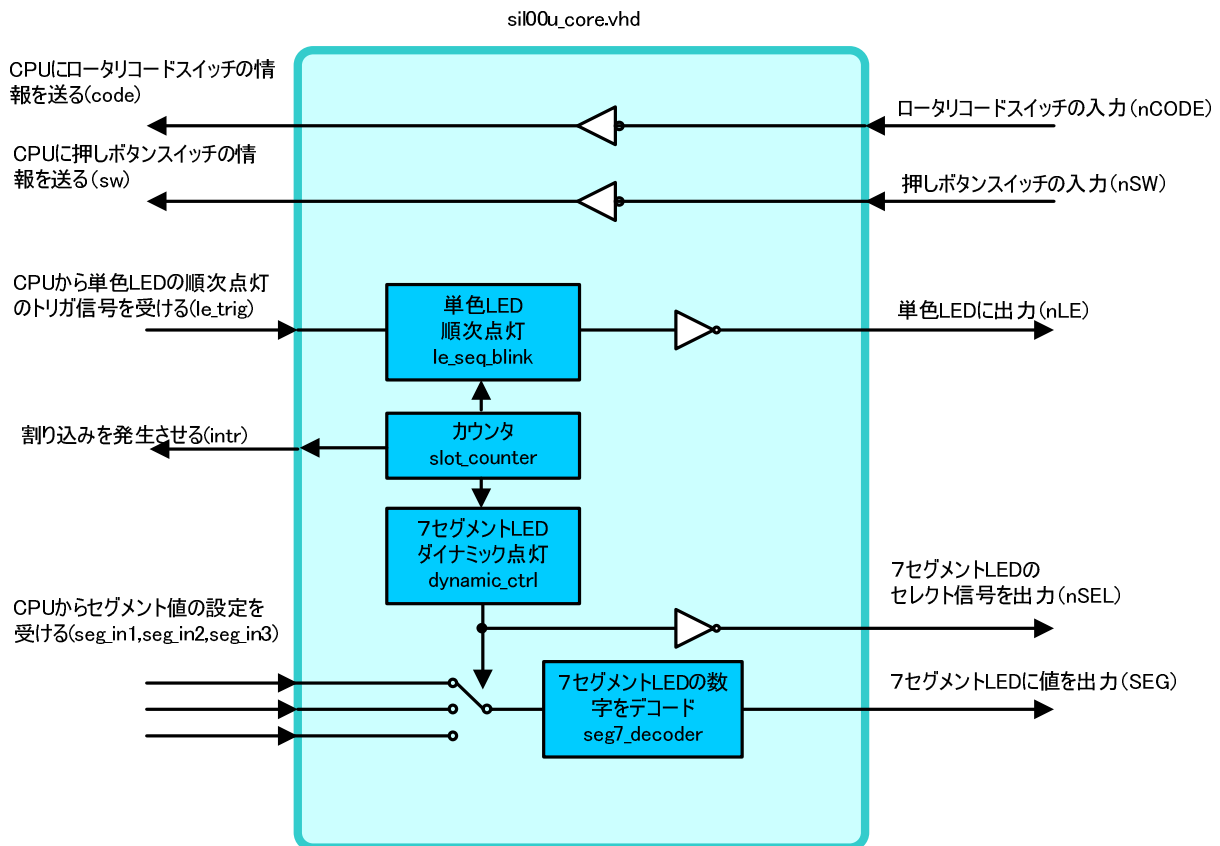 sil00u_core.vhd
CPUにロータリコードスイッチの情
報を送る(code)
ロータリコードスイッチの入力(nCODE)
CPUに押しボタンスイッチの情
報を送る(sw)
押しボタンスイッチの入力(nSW)
CPUから単色LEDの順次点灯
のトリガ信号を受ける(le_trig)
単色LED
順次点灯
le_seq_blink
単色LEDに出力(nLE)
割り込みを発生させる(intr)
カウンタ
slot_counter
7セグメントLED
ダイナミック点灯
dynamic_ctrl
7セグメントLEDの
セレクト信号を出力(nSEL)
CPUからセグメント値の設定を
受ける(seg_in1,seg_in2,seg_in3)
7セグメントLEDの数
字をデコード
seg7_decoder
7セグメントLEDに値を出力(SEG)